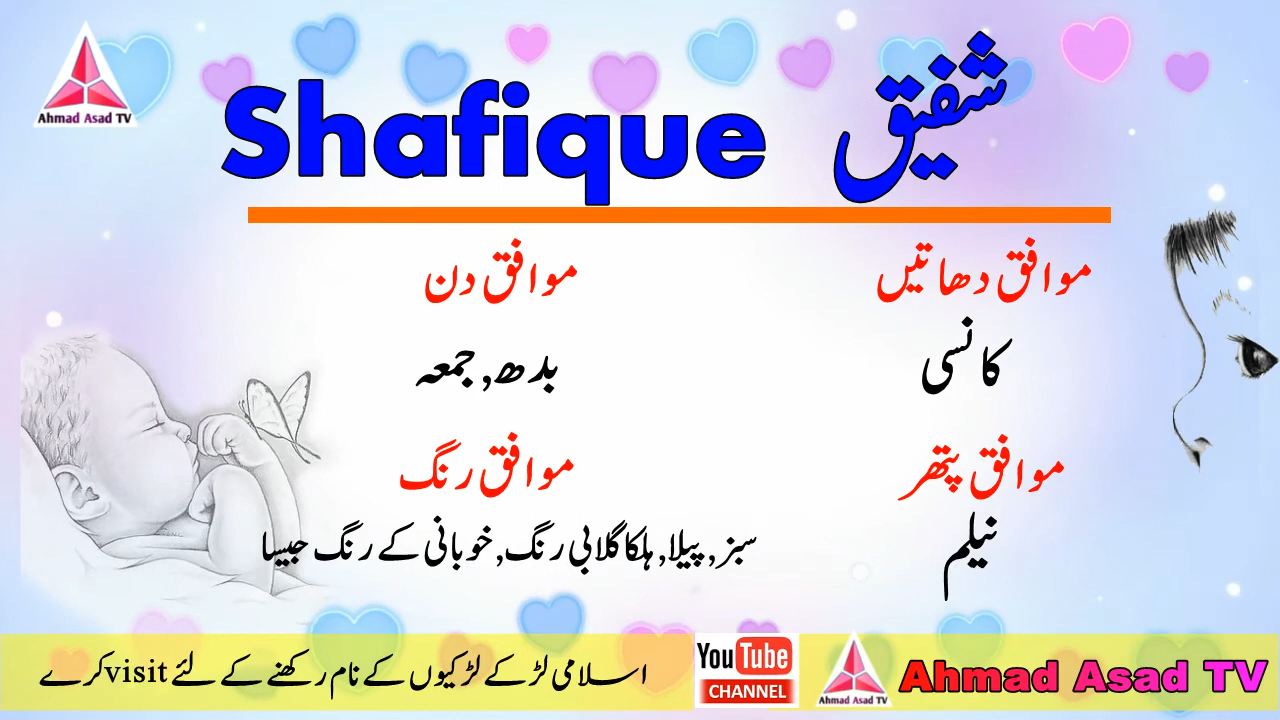 Ahmad Asad TV
Shafique شفیق
موافق دھاتیں
موافق دن
کانسی
بدھ, جمعہ
موافق پتھر
موافق رنگ
نیلم
سبز, پیلا, ہلکا گلابی رنگ, خوبانی کے رنگ جیسا
اسلامی لڑکے لڑکیوں کے نام رکھنے کے لئے visit کرے
YouTube
CHANNEL
Ahmad Asad TV
Ahmad Asad TV